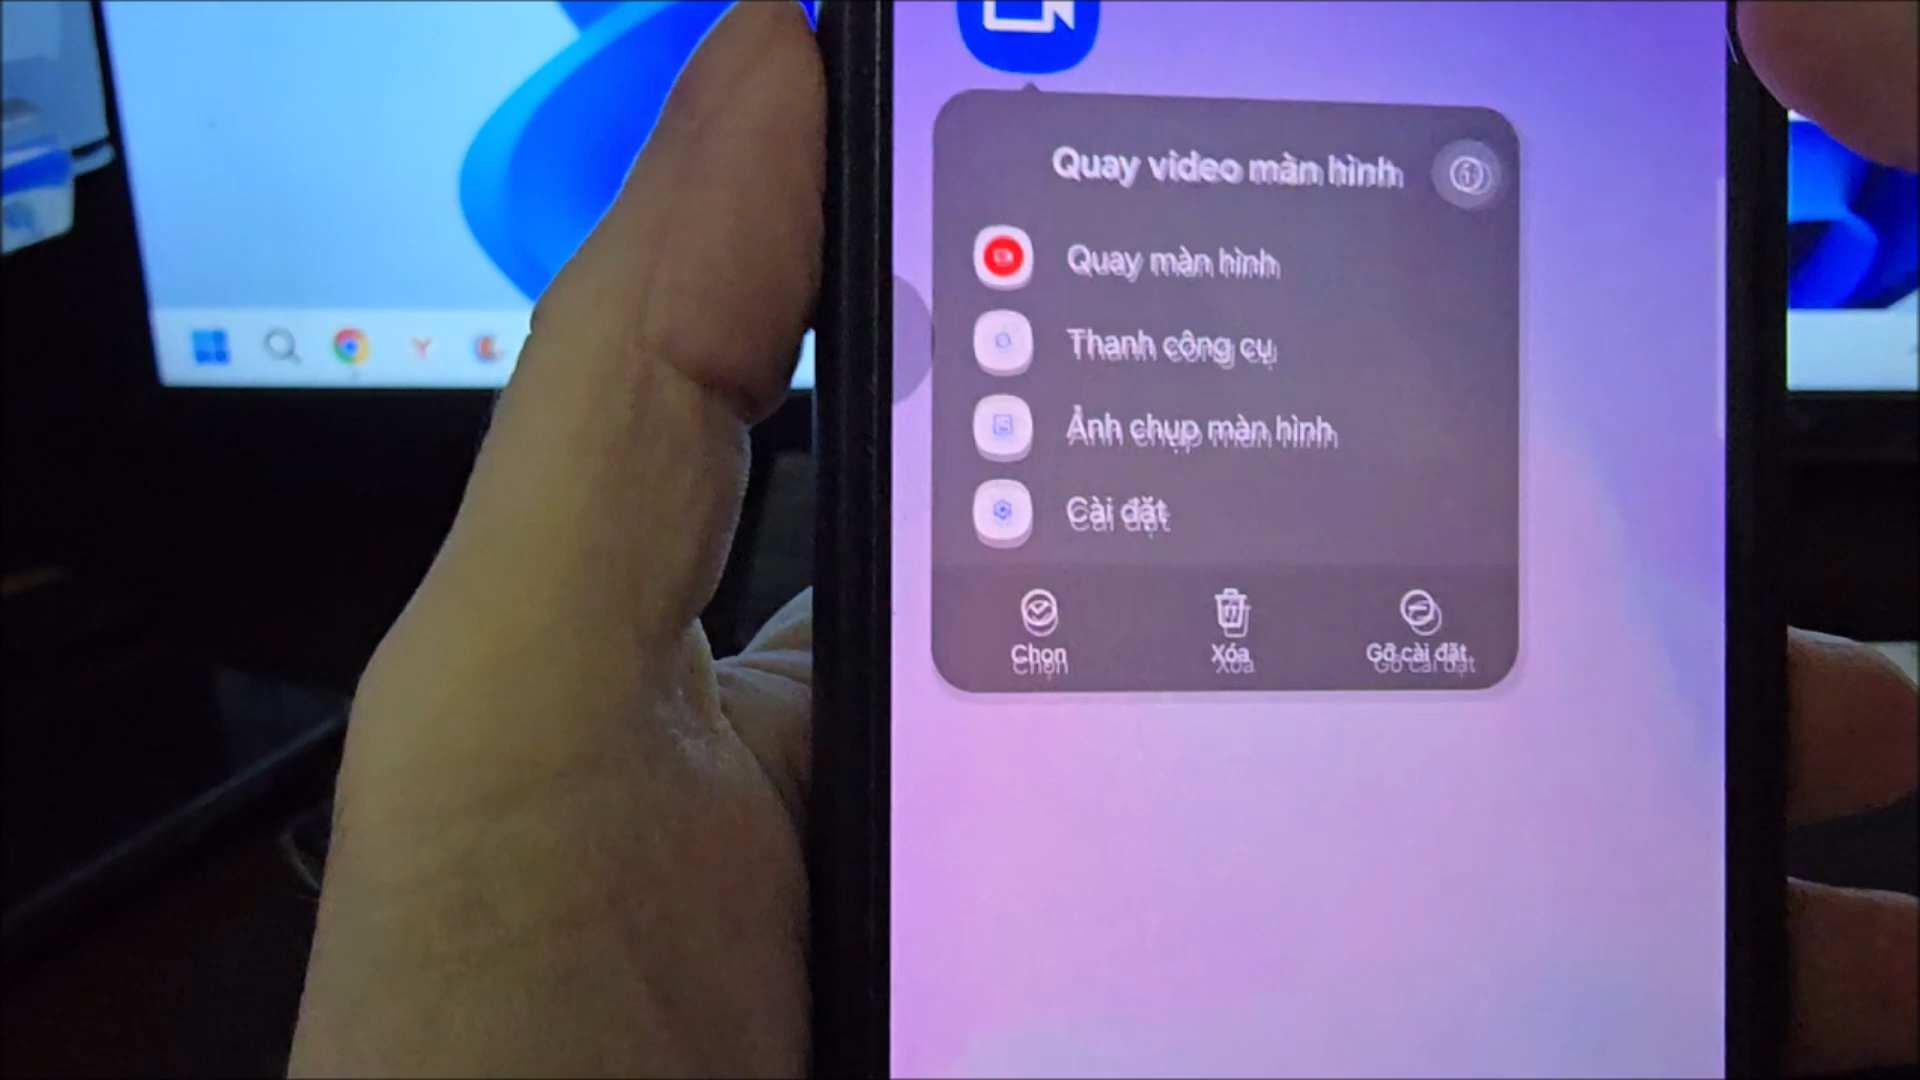 Quay video màn hình
Quay màn hình
Thanh công cụ
Ảnh chụp màn hình
Cài đặt
Chọn
Xóa
Gỡ cài đặt